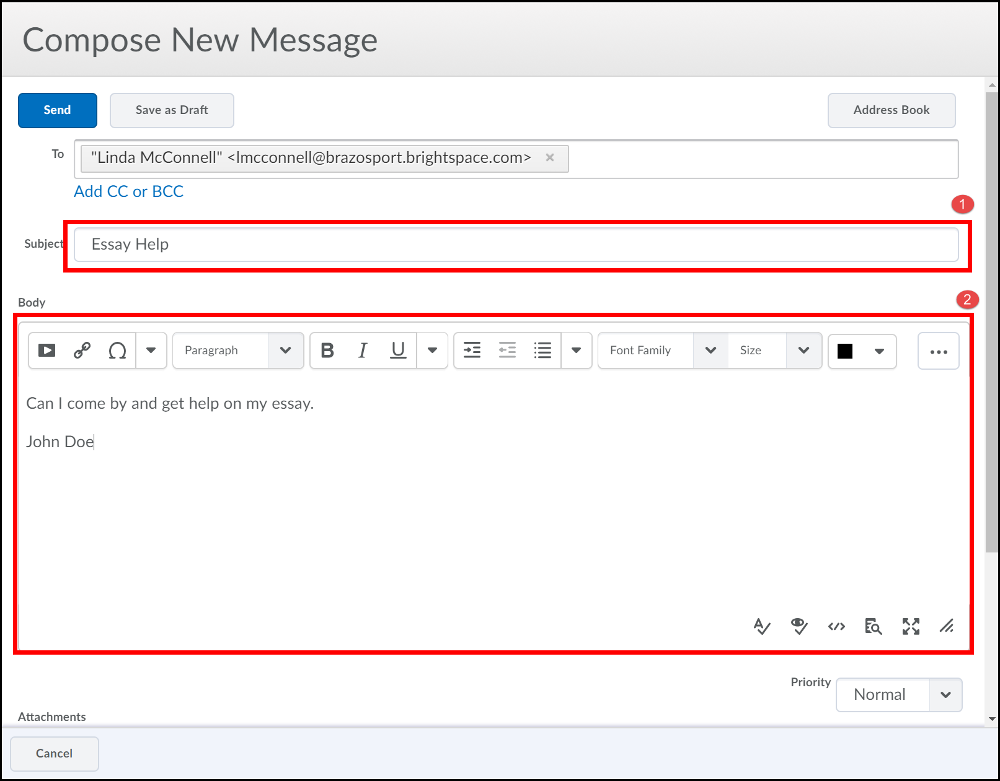 Compose New Message
Send
Save as Draft
Address Book
To
"Linda McConnell" <lmcconnell@brazosport.brightspace.com> ×
Add CC or BCC
1
Subject
Essay Help
Body
2
Paragraph
B I U
Font Family
Size
Can I come by and get help on my essay.
John Doe
Priority
Normal
Attachments
Cancel